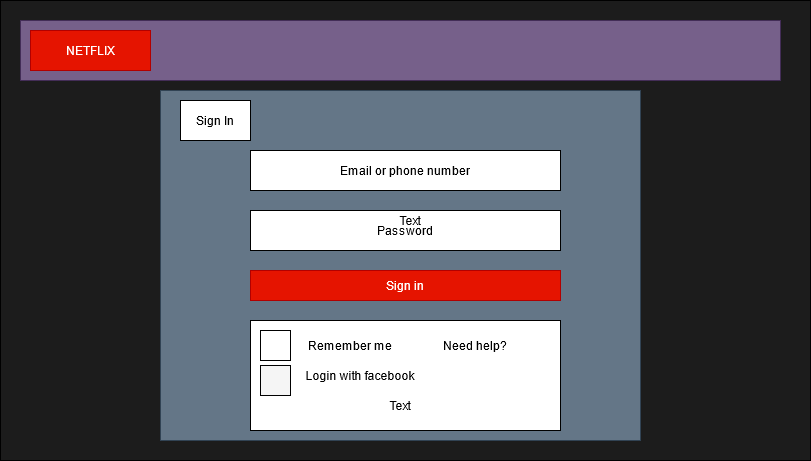 NETFLIX
Sign In
Email or phone number
Text
Password
Sign in
Remember me
Need help?
Login with facebook
Text